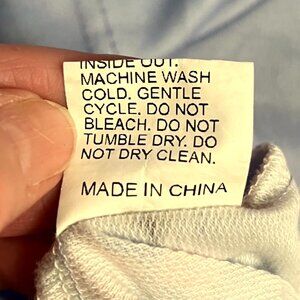 INSIDE OUT.
MACHINE WASH
COLD. GENTLE
CYCLE. DO NOT
BLEACH. DO NOT
TUMBLE DRY. DO
NOT DRY CLEAN.
MADE IN CHINA